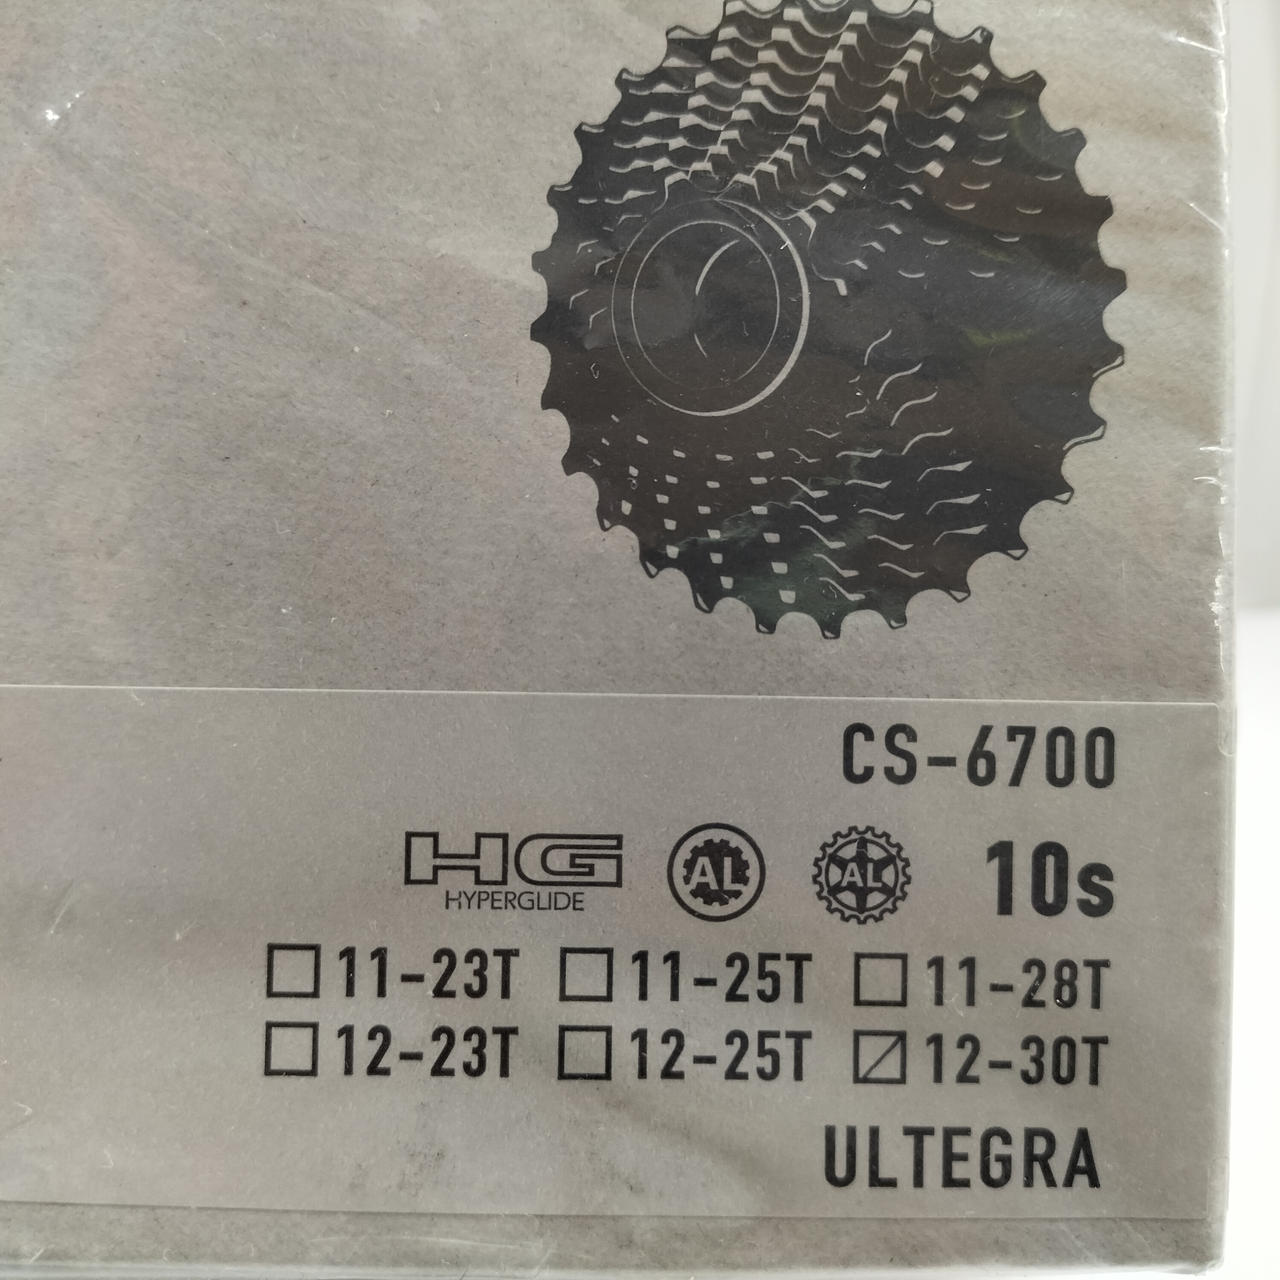 CS-6700
HG AL AL 10s
HYPERGLIDE
11-23T 11-25T 11-28T
12-23T 12-25T 12-30T
ULTEGRA